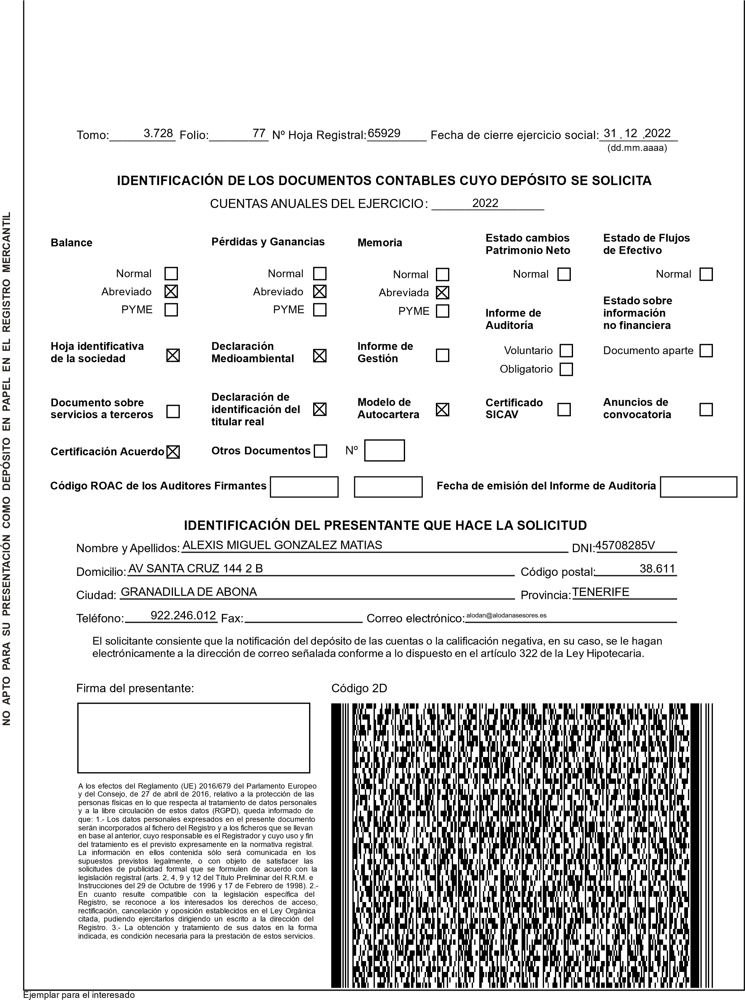 Tomo: 3.728 Folio: 77 Nº Hoja Registral: 65929 Fecha de cierre ejercicio social: 31 . 12 .2022
(dd.mm.aaaa)
IDENTIFICACIÓN DE LOS DOCUMENTOS CONTABLES CUYO DEPÓSITO SE SOLICITA
CUENTAS ANUALES DEL EJERCICIO: 2022
Balance
Normal
Abreviado
PYME
Pérdidas y Ganancias
Normal
Abreviado
PYME
Memoria
Normal
Abreviada
PYME
Estado cambios
Patrimonio Neto
Normal
Estado de Flujos
de Efectivo
Normal
Informe de
Auditoría
Voluntario
Obligatorio
Estado sobre
información
no financiera
Documento aparte
Hoja identificativa
de la sociedad
Declaración
Medioambiental
Informe de
Gestión
Documento sobre
servicios a terceros
Declaración de
identificación del
titular real
Modelo de
Autocartera
Certificado
SICAV
Anuncios de
convocatoria
Certificación Acuerdo
Otros Documentos
Nº
Código ROAC de los Auditores Firmantes
Fecha de emisión del Informe de Auditoría
IDENTIFICACIÓN DEL PRESENTANTE QUE HACE LA SOLICITUD
Nombre y Apellidos: ALEXIS MIGUEL GONZALEZ MATIAS DNI: 45708285V
Domicilio: AV SANTA CRUZ 144 2 B Código postal: 38.611
Ciudad: GRANADILLA DE ABONA Provincia: TENERIFE
Teléfono: 922.246.012 Fax: Correo electrónico: alodan@alodanasesores.es
El solicitante consiente que la notificación del depósito de las cuentas o la calificación negativa, en su caso, se le hagan
electrónicamente a la dirección de correo señalada conforme a lo dispuesto en el artículo 322 de la Ley Hipotecaria.
Firma del presentante:
Código 2D
A los efectos del Reglamento (UE) 2016/679 del Parlamento Europeo
y del Consejo, de 27 de abril de 2016, relativo a la protección de las
personas físicas en lo que respecta al tratamiento de datos personales
y a la libre circulación de estos datos (RGPD), queda informado de
que: 1.- Los datos personales expresados en el presente documento
serán incorporados al fichero del Registro y a los ficheros que se llevan
en base al anterior, cuyo responsable es el Registrador y cuyo uso y fin
del tratamiento es el previsto expresamente en la normativa registral.
La información en ellos contenida sólo será comunicada en los
supuestos previstos legalmente, o con objeto de satisfacer las
solicitudes de publicidad formal que se formulen de acuerdo con la
legislación registral (arts. 2, 4, 9 y 12 del Título Preliminar del R.R.M. e
Instrucciones del 29 de Octubre de 1996 y 17 de Febrero de 1998). 2.-
En cuanto resulte compatible con la legislación específica del
Registro, se reconoce a los interesados los derechos de acceso,
rectificación, cancelación y oposición establecidos en el Ley Orgánica
citada, pudiendo ejercitarlos dirigiendo un escrito a la dirección del
Registro. 3.- La obtención y tratamiento de sus datos en la forma
indicada, es condición necesaria para la prestación de estos servicios.
NO APTO PARA SU PRESENTACIÓN COMO DEPÓSITO EN PAPEL EN EL REGISTRO MERCANTIL
Ejemplar para el interesado